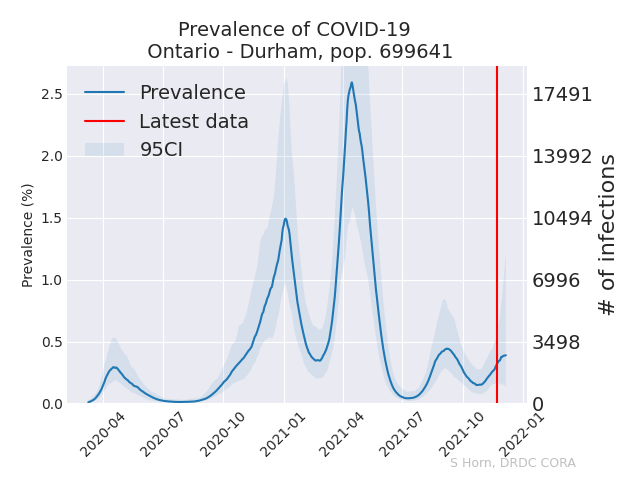 Prevalence of COVID-19
Ontario - Durham, pop. 699641
Prevalence
Latest data
95CI
Prevalence (%)
2.5
2.0
1.5
1.0
0.5
0.0
17491
13992
10494
6996
3498
0
# of infections
2020-04
2020-07
2020-10
2021-01
2021-04
2021-07
2021-10
2022-01
S Horn, DRDC CORA